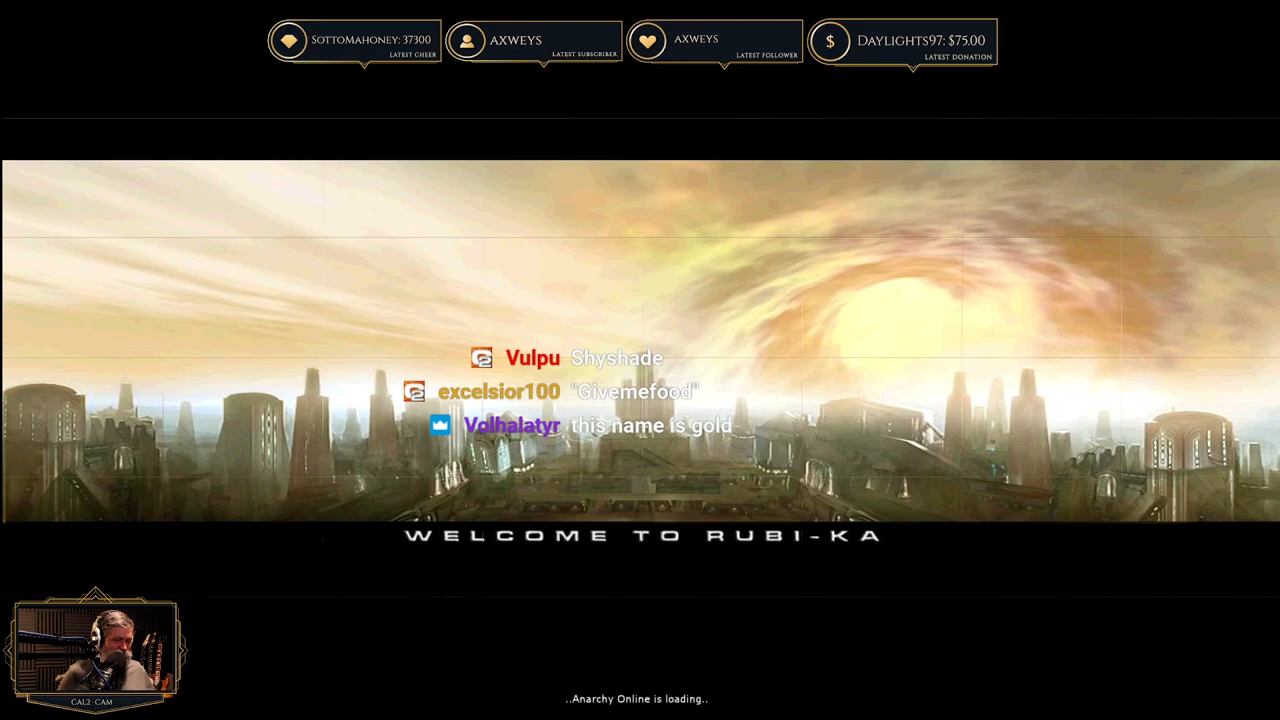 SOTTOMAHONEY: 37300
LATEST CHEER
AXWEYS
LATEST SUBSCRIBER
AXWEYS
LATEST FOLLOWER
$
DAYLIGHTS97: $75.00
LATEST DONATION
Vulpu Shyshade
excelsior100 "Givemefood"
Volhalatyr this name is gold
WELCOME TO RUBI-KA
CAL2 CAM
..Anarchy Online is loading..